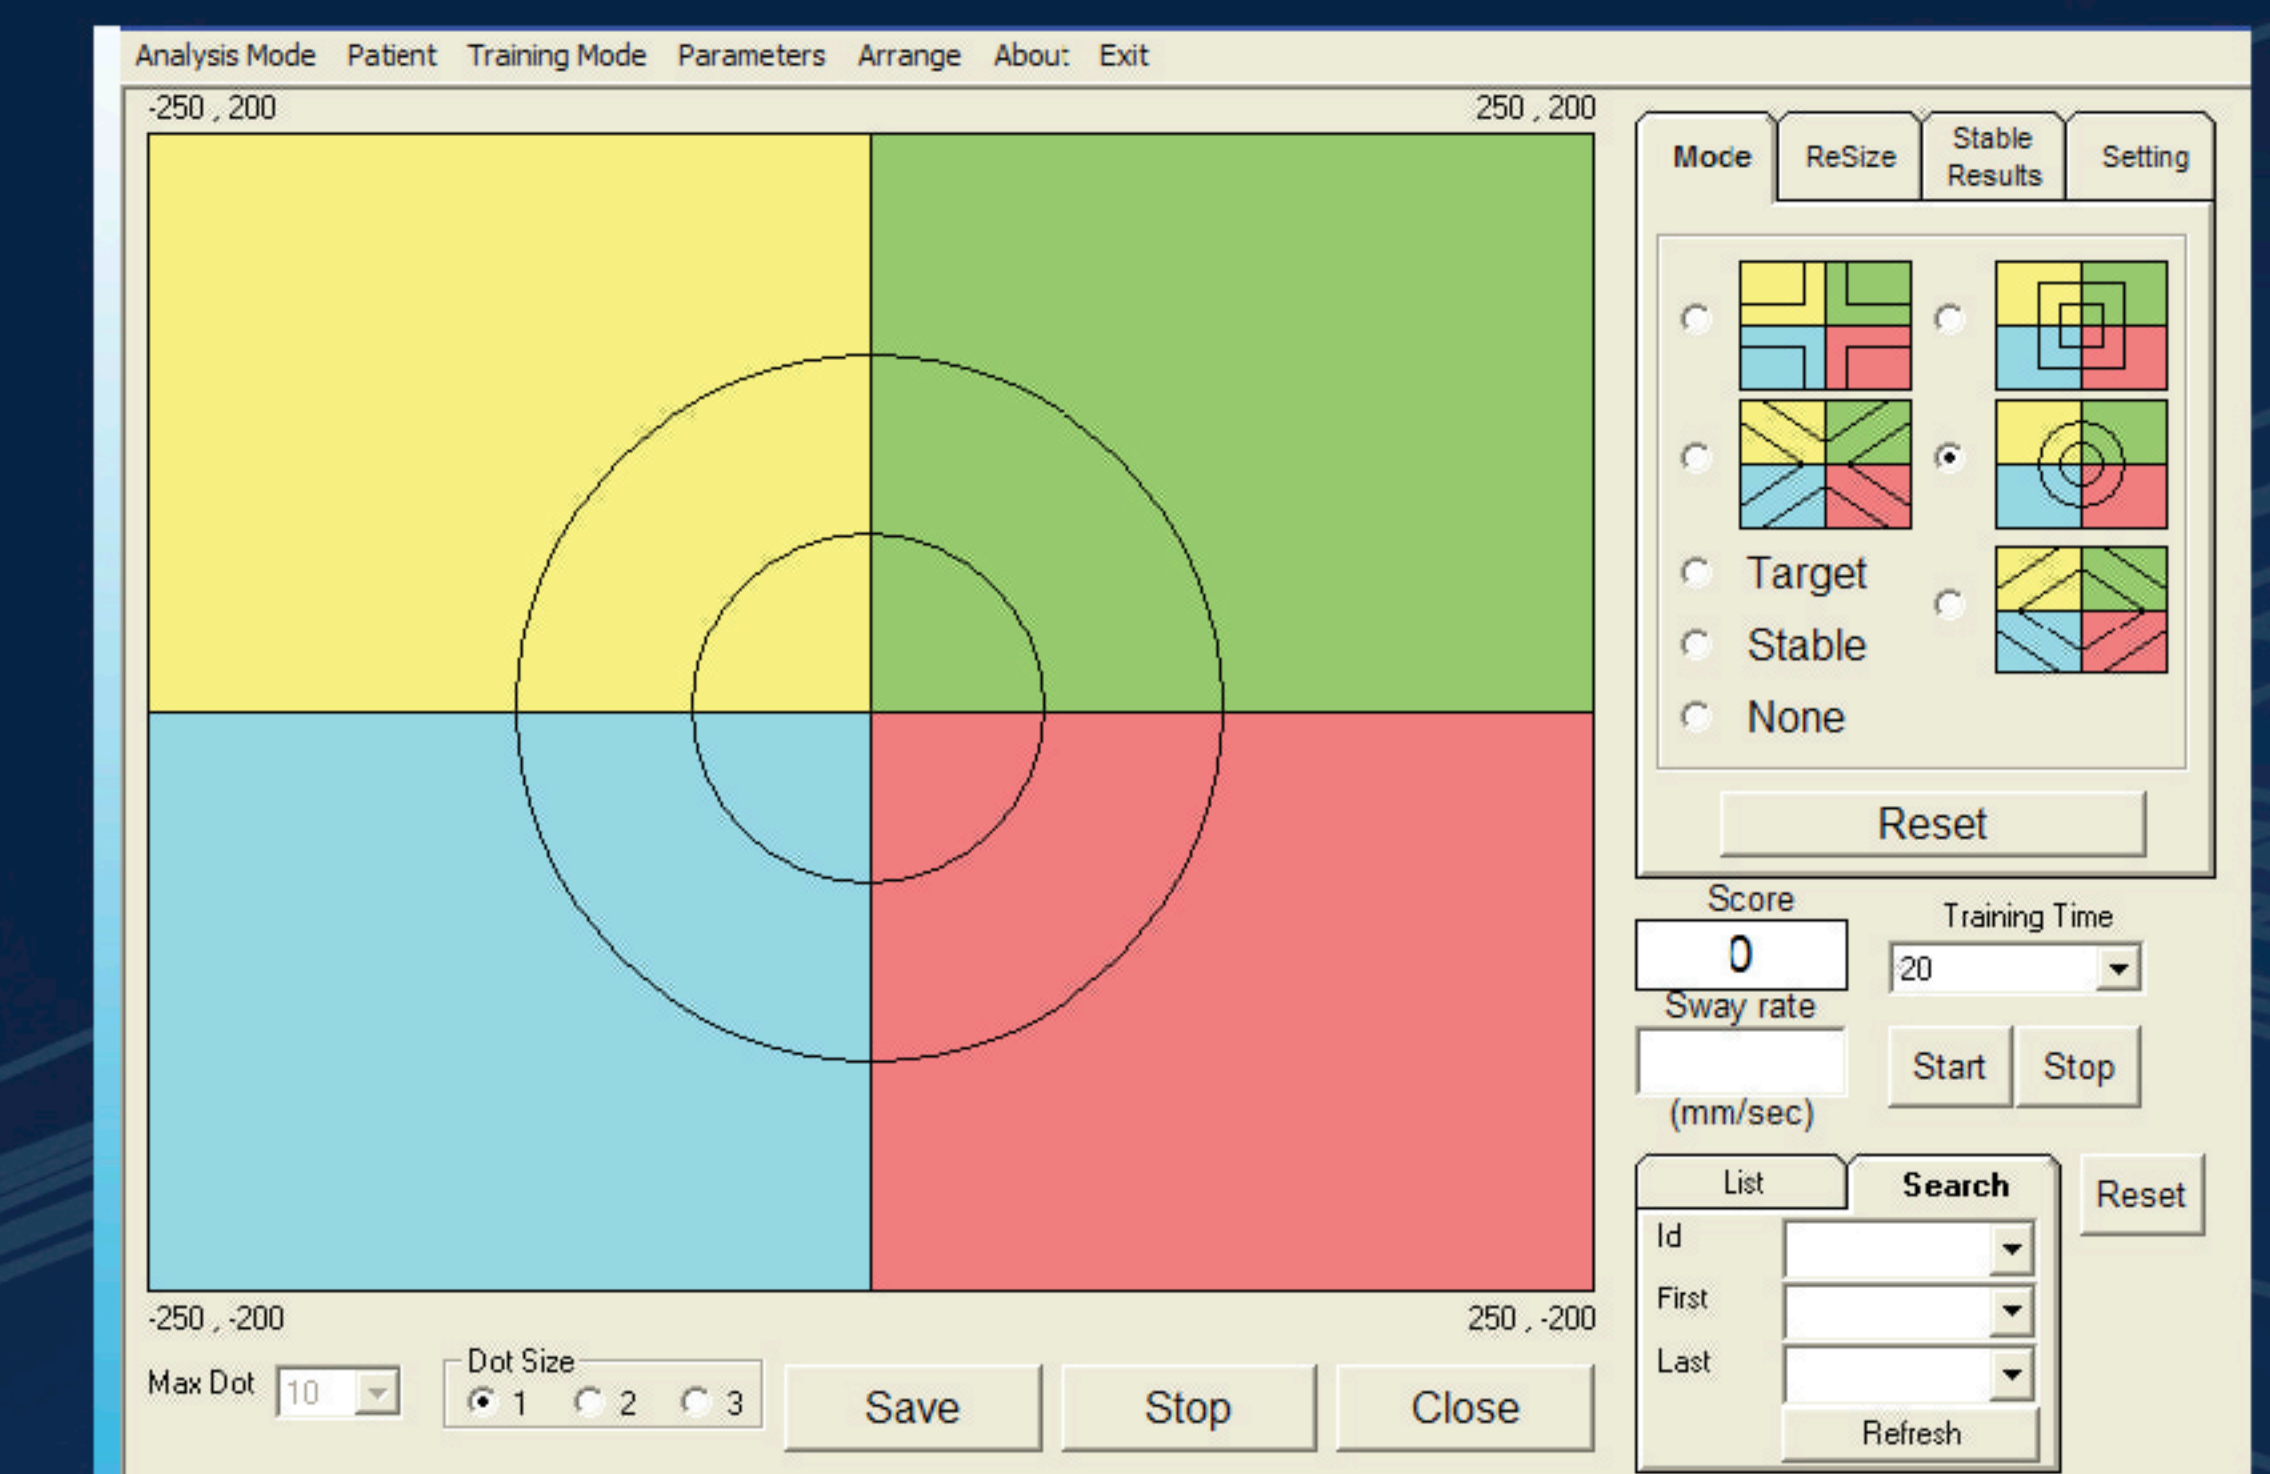 Analysis Mode Patient Training Mode Parameters Arrange About Exit
-250 , 200
250 , 200
Mode
ReSize
Stable
Results
Setting
Target
Stable
None
Reset
Score
Training Time
0
20
Sway rate
Start
Stop
(mm/sec)
List
Search
Reset
Id
First
Last
Refresh
-250 , -200
250 , -200
Max Dot
10
Dot Size
1
2
3
Save
Stop
Close